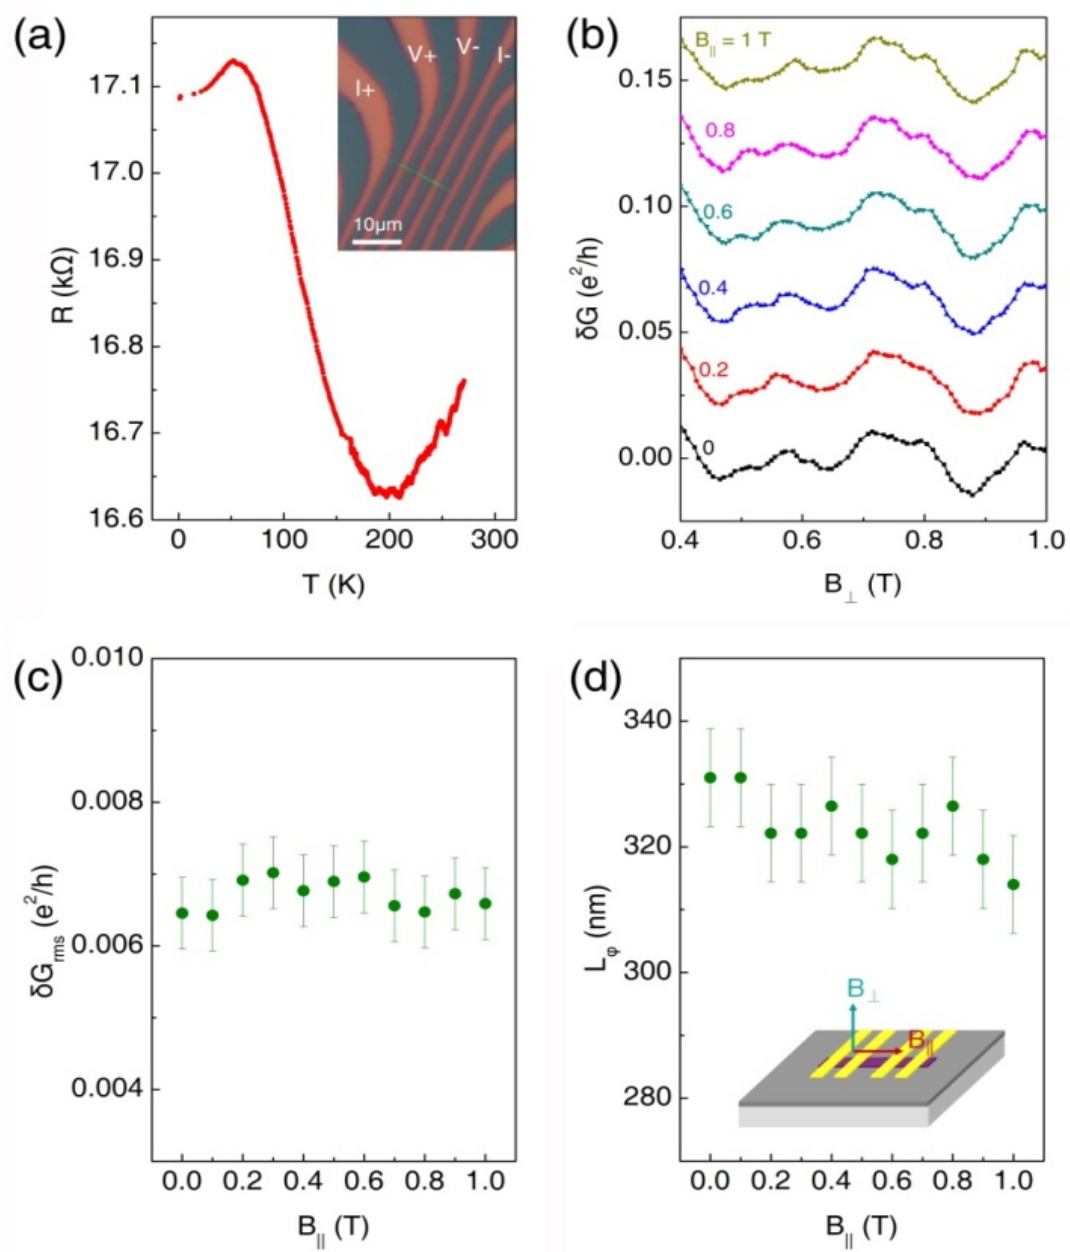 (a)
R (kΩ)
17.1
17.0
16.9
16.8
16.7
16.6
0 100 200 300
T (K)
I+ V+ V- I-
10μm
(b)
δG (e²/h)
0.15
0.10
0.05
0.00
B∥ = 1 T
0.8
0.6
0.4
0.2
0
0.4 0.6 0.8 1.0
B⊥ (T)
(c)
δGrms (e²/h)
0.010
0.008
0.006
0.004
0.0 0.2 0.4 0.6 0.8 1.0
B∥ (T)
(d)
Lφ (nm)
340
320
300
280
B⊥
B∥
0.0 0.2 0.4 0.6 0.8 1.0
B∥ (T)